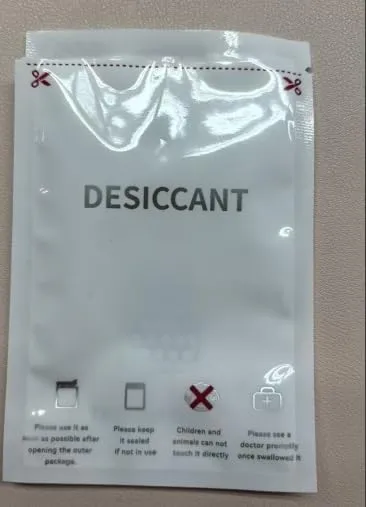 DESICCANT
Please use it as
soon as possible after
opening the outer
package.
Please keep
it sealed
if not in use
Children and
animals can not
touch it directly
Please see a
doctor promptly
once swallowed it